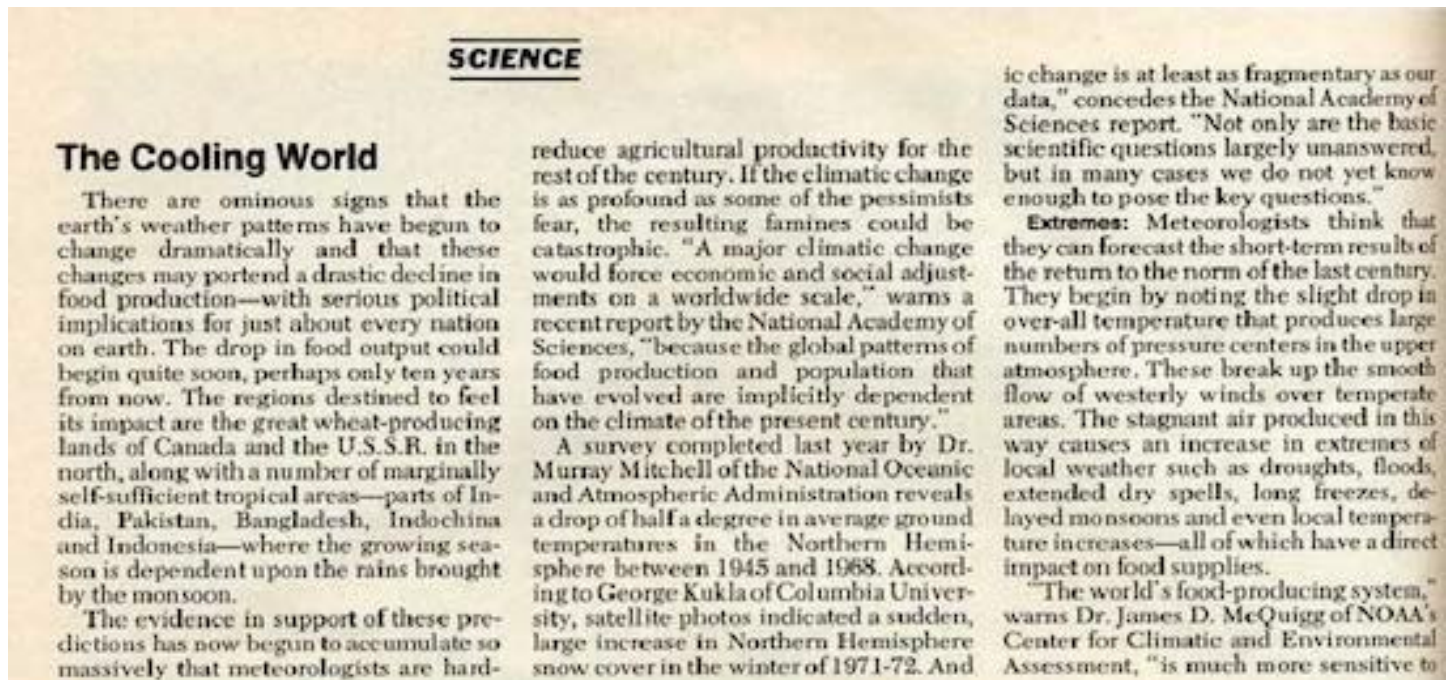 SCIENCE
The Cooling World
There are ominous signs that the
earth's weather patterns have begun to
change dramatically and that these
changes may portend a drastic decline in
food production—with serious political
implications for just about every nation
on earth. The drop in food output could
begin quite soon, perhaps only ten years
from now. The regions destined to feel
its impact are the great wheat-producing
lands of Canada and the U.S.S.R. in the
north, along with a number of marginally
self-sufficient tropical areas—parts of In-
dia, Pakistan, Bangladesh, Indochina
and Indonesia—where the growing sea-
son is dependent upon the rains brought
by the monsoon.
The evidence in support of these pre-
dictions has now begun to accumulate so
massively that meteorologists are hard-
reduce agricultural productivity for the
rest of the century. If the climatic change
is as profound as some of the pessimists
fear, the resulting famines could be
catastrophic. "A major climatic change
would force economic and social adjust-
ments on a worldwide scale," warns a
recent report by the National Academy of
Sciences, "because the global patterns of
food production and population that
have evolved are implicitly dependent
on the climate of the present century."
A survey completed last year by Dr.
Murray Mitchell of the National Oceanic
and Atmospheric Administration reveals
a drop of half a degree in average ground
temperatures in the Northern Hemi-
sphere between 1945 and 1968. Accord-
ing to George Kukla of Columbia Univer-
sity, satellite photos indicated a sudden,
large increase in Northern Hemisphere
snow cover in the winter of 1971-72. And
ic change is at least as fragmentary as our
data," concedes the National Academy of
Sciences report. "Not only are the basic
scientific questions largely unanswered,
but in many cases we do not yet know
enough to pose the key questions."
Extremes: Meteorologists think that
they can forecast the short-term results of
the return to the norm of the last century.
They begin by noting the slight drop in
over-all temperature that produces large
numbers of pressure centers in the upper
atmosphere. These break up the smooth
flow of westerly winds over temperate
areas. The stagnant air produced in this
way causes an increase in extremes of
local weather such as droughts, floods,
extended dry spells, long freezes, de-
layed monsoons and even local tempera-
ture increases—all of which have a direct
impact on food supplies.
"The world's food-producing system,"
warns Dr. James D. McQuigg of NOAA's
Center for Climatic and Environmental
Assessment, "is much more sensitive to